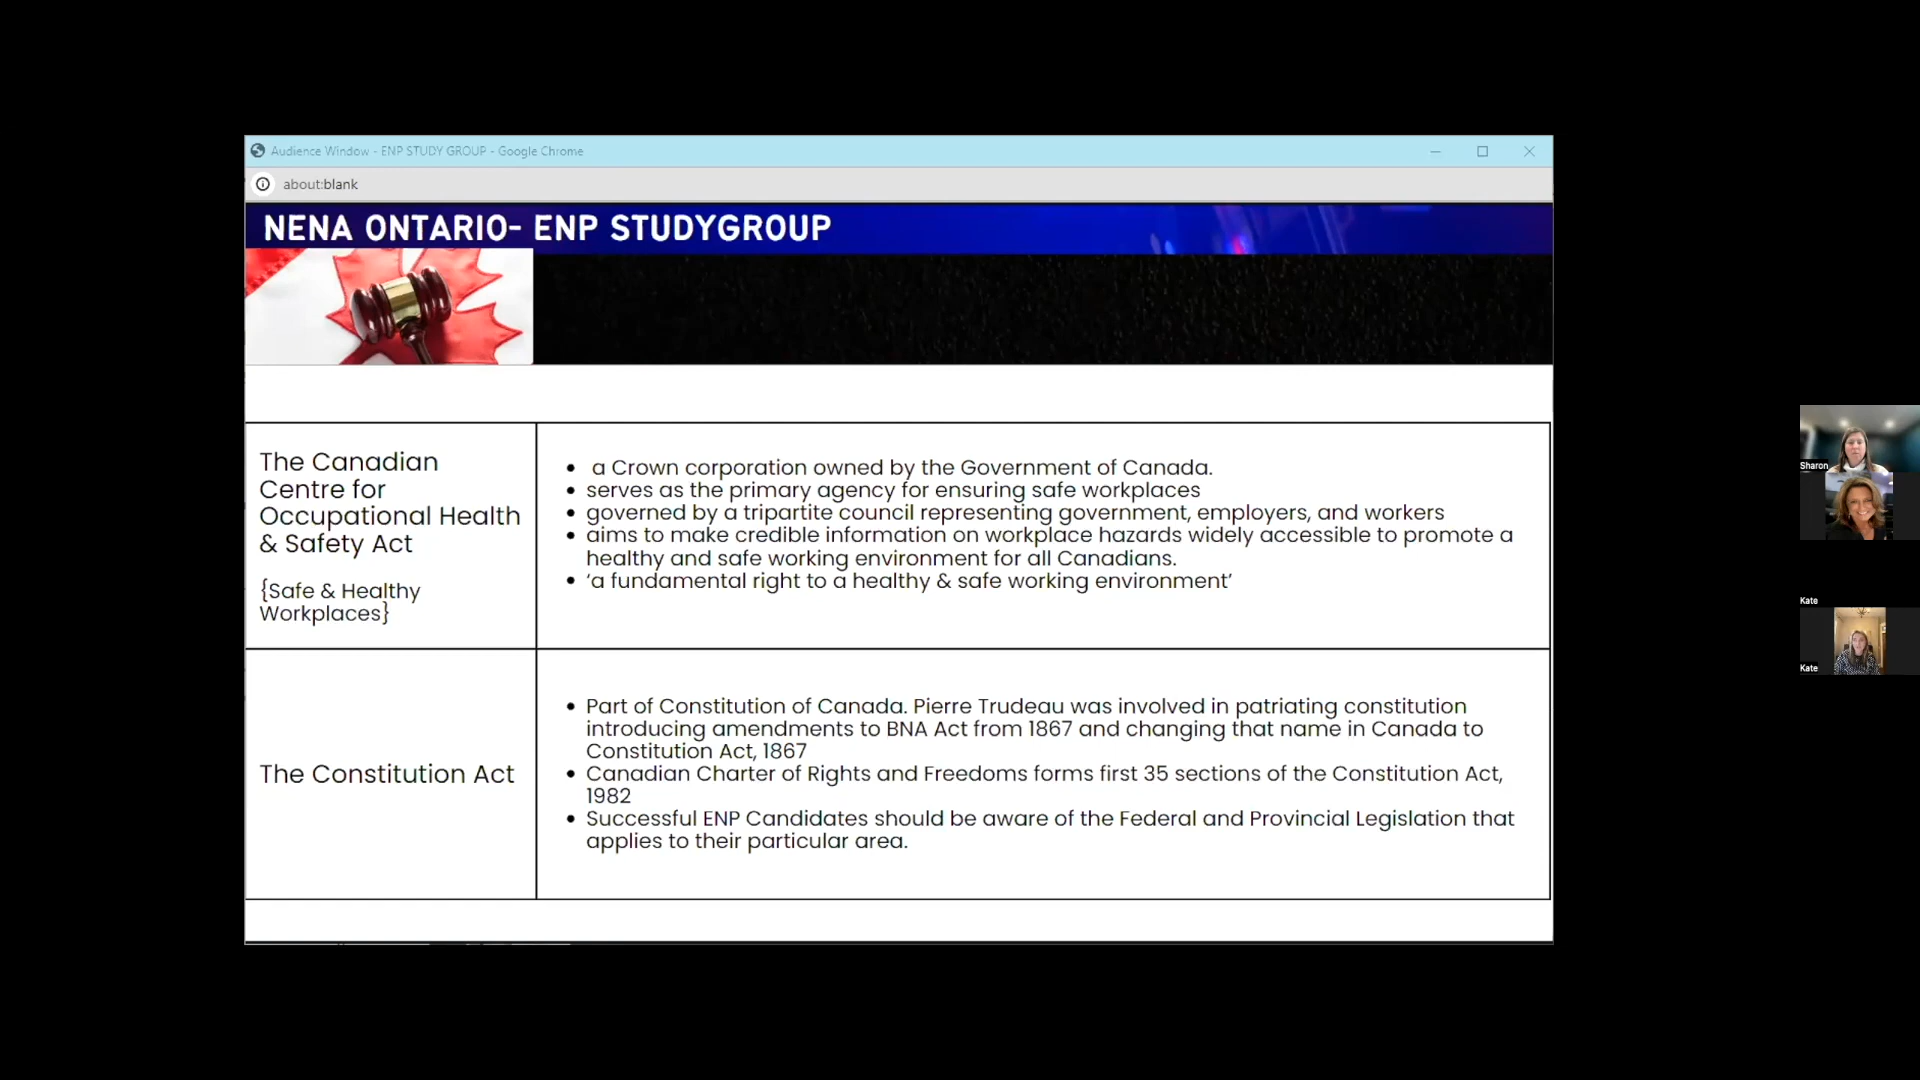 Audience Window - ENP STUDY GROUP - Google Chrome
about:blank
NENA ONTARIO- ENP STUDYGROUP
The Canadian
Centre for
Occupational Health
& Safety Act
{Safe & Healthy
Workplaces}
• a Crown corporation owned by the Government of Canada.
• serves as the primary agency for ensuring safe workplaces
• governed by a tripartite council representing government, employers, and workers
• aims to make credible information on workplace hazards widely accessible to promote a
healthy and safe working environment for all Canadians.
• ‘a fundamental right to a healthy & safe working environment’
The Constitution Act
• Part of Constitution of Canada. Pierre Trudeau was involved in patriating constitution
introducing amendments to BNA Act from 1867 and changing that name in Canada to
Constitution Act, 1867
• Canadian Charter of Rights and Freedoms forms first 35 sections of the Constitution Act,
1982
• Successful ENP Candidates should be aware of the Federal and Provincial Legislation that
applies to their particular area.
Sharon
Kate
Kate